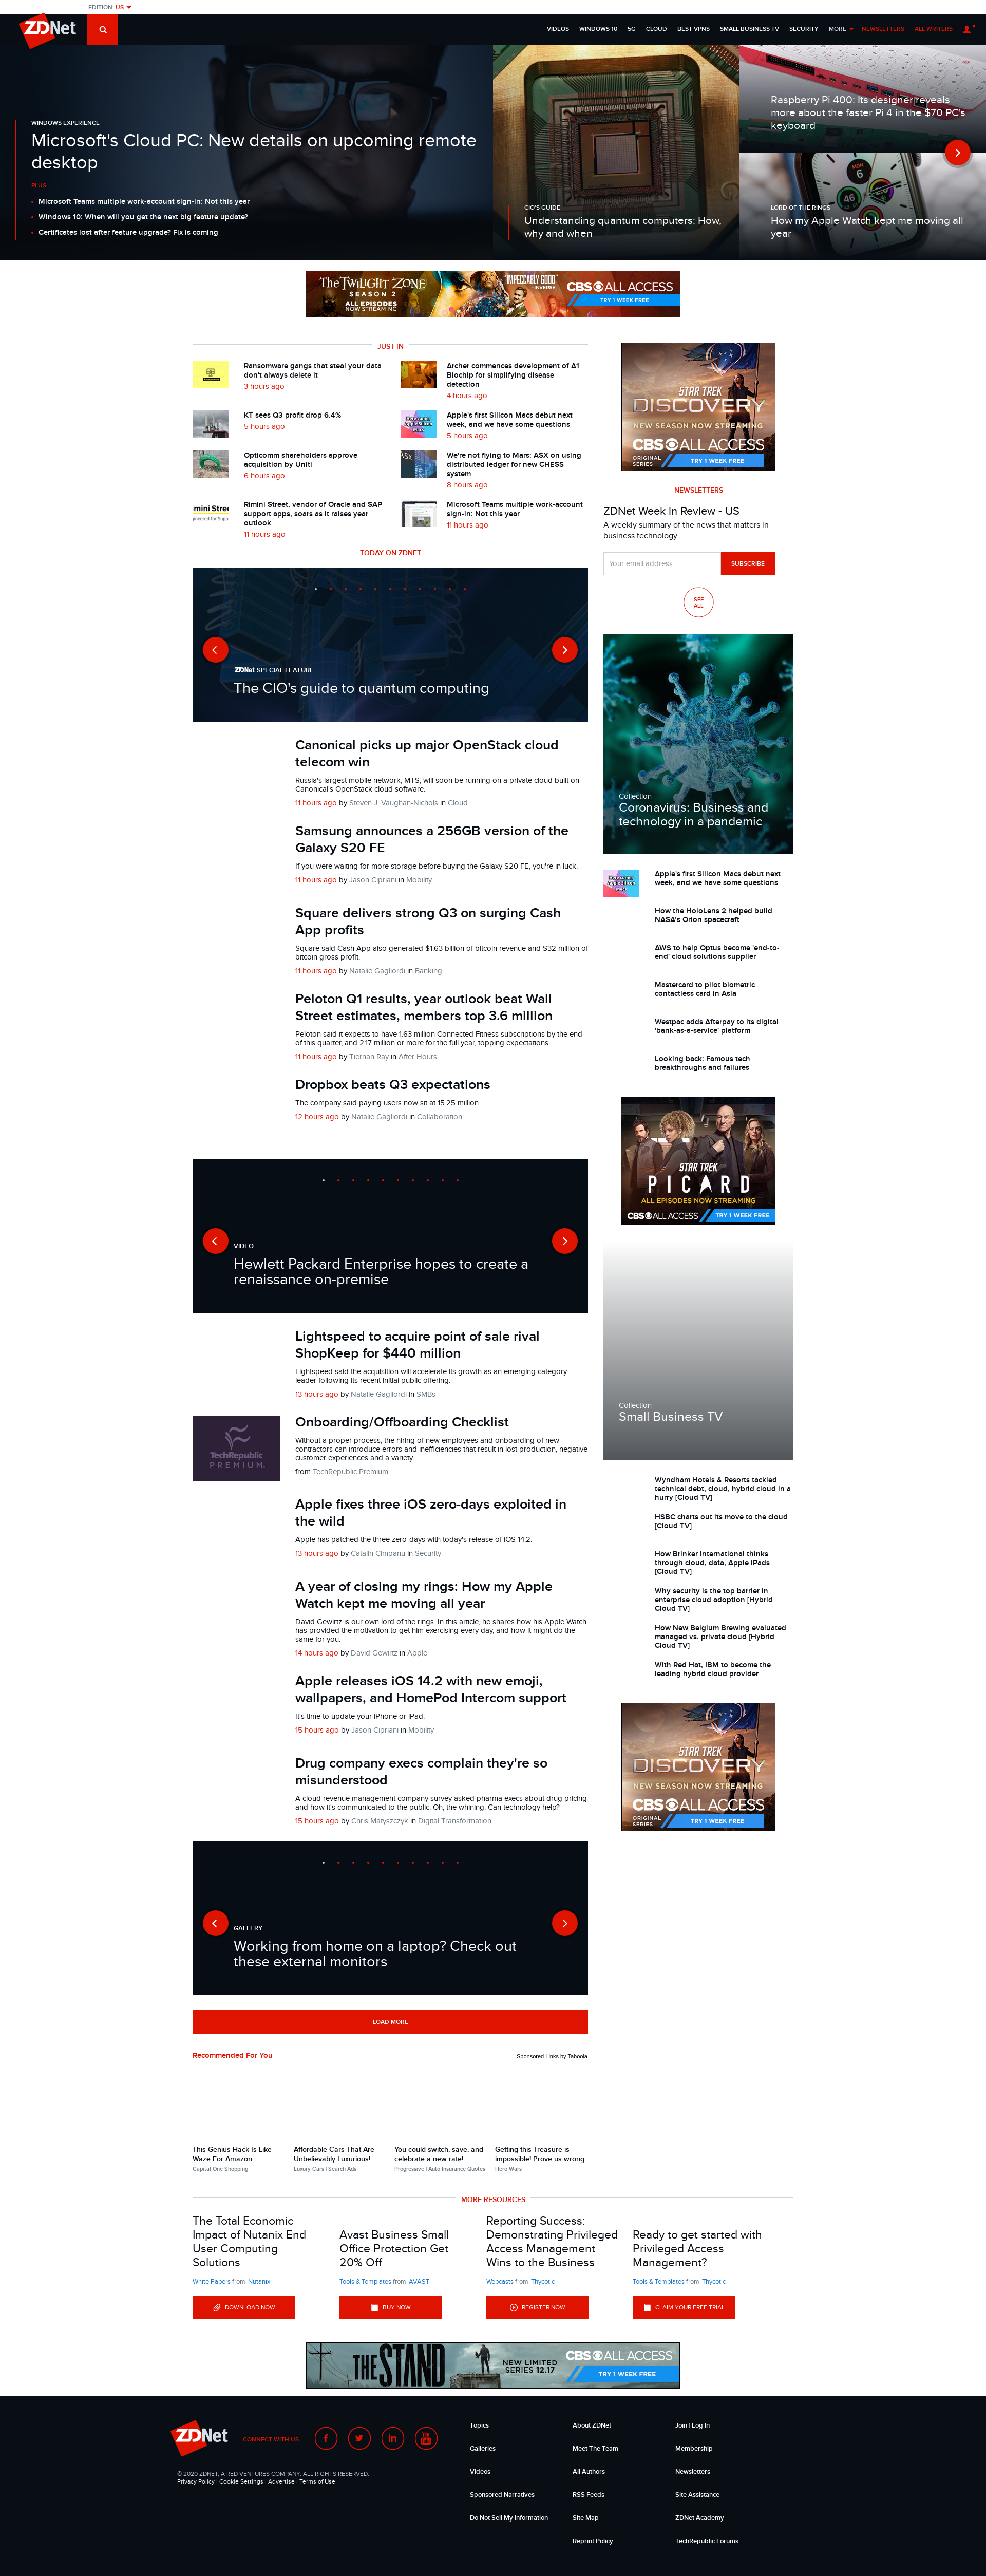 EDITION: US
ZDNet
VIDEOS WINDOWS 10 5G CLOUD BEST VPNS SMALL BUSINESS TV SECURITY MORE NEWSLETTERS ALL WRITERS
WINDOWS EXPERIENCE
Microsoft's Cloud PC: New details on upcoming remote
desktop
PLUS
Microsoft Teams multiple work-account sign-in: Not this year
Windows 10: When will you get the next big feature update?
Certificates lost after feature upgrade? Fix is coming
CIO'S GUIDE
Understanding quantum computers: How,
why and when
Raspberry Pi 400: Its designer reveals
more about the faster Pi 4 in the $70 PC's
keyboard
LORD OF THE RINGS
How my Apple Watch kept me moving all
year
THE TWILIGHT ZONE
SEASON 2
ALL EPISODES
NOW STREAMING
"IMPECCABLY GOOD"
-INVERSE
CBS ALL ACCESS
TRY 1 WEEK FREE
JUST IN
Ransomware gangs that steal your data
don't always delete it
3 hours ago
Archer commences development of A1
Biochip for simplifying disease
detection
4 hours ago
KT sees Q3 profit drop 6.4%
5 hours ago
Apple's first Silicon Macs debut next
week, and we have some questions
5 hours ago
Opticomm shareholders approve
acquisition by Uniti
6 hours ago
We're not flying to Mars: ASX on using
distributed ledger for new CHESS
system
8 hours ago
Rimini Street, vendor of Oracle and SAP
support apps, soars as it raises year
outlook
11 hours ago
Microsoft Teams multiple work-account
sign-in: Not this year
11 hours ago
TODAY ON ZDNET
ZDNet SPECIAL FEATURE
The CIO's guide to quantum computing
Canonical picks up major OpenStack cloud
telecom win
Russia's largest mobile network, MTS, will soon be running on a private cloud built on
Canonical's OpenStack cloud software.
11 hours ago by Steven J. Vaughan-Nichols in Cloud
Samsung announces a 256GB version of the
Galaxy S20 FE
If you were waiting for more storage before buying the Galaxy S20 FE, you're in luck.
11 hours ago by Jason Cipriani in Mobility
Square delivers strong Q3 on surging Cash
App profits
Square said Cash App also generated $1.63 billion of bitcoin revenue and $32 million of
bitcoin gross profit.
11 hours ago by Natalie Gagliordi in Banking
Peloton Q1 results, year outlook beat Wall
Street estimates, members top 3.6 million
Peloton said it expects to have 1.63 million Connected Fitness subscriptions by the end
of this quarter, and 2.17 million or more for the full year, topping expectations.
11 hours ago by Tiernan Ray in After Hours
Dropbox beats Q3 expectations
The company said paying users now sit at 15.25 million.
12 hours ago by Natalie Gagliordi in Collaboration
VIDEO
Hewlett Packard Enterprise hopes to create a
renaissance on-premise
Lightspeed to acquire point of sale rival
ShopKeep for $440 million
Lightspeed said the acquisition will accelerate its growth as an emerging category
leader following its recent initial public offering.
13 hours ago by Natalie Gagliordi in SMBs
TechRepublic
PREMIUM.
Onboarding/Offboarding Checklist
Without a proper process, the hiring of new employees and onboarding of new
contractors can introduce errors and inefficiencies that result in lost production, negative
customer experiences and a variety...
from TechRepublic Premium
Apple fixes three iOS zero-days exploited in
the wild
Apple has patched the three zero-days with today's release of iOS 14.2.
13 hours ago by Catalin Cimpanu in Security
A year of closing my rings: How my Apple
Watch kept me moving all year
David Gewirtz is our own lord of the rings. In this article, he shares how his Apple Watch
has provided the motivation to get him exercising every day, and how it might do the
same for you.
14 hours ago by David Gewirtz in Apple
Apple releases iOS 14.2 with new emoji,
wallpapers, and HomePod Intercom support
It's time to update your iPhone or iPad.
15 hours ago by Jason Cipriani in Mobility
Drug company execs complain they're so
misunderstood
A cloud revenue management company survey asked pharma execs about drug pricing
and how it's communicated to the public. Oh, the whining. Can technology help?
15 hours ago by Chris Matyszczyk in Digital Transformation
GALLERY
Working from home on a laptop? Check out
these external monitors
LOAD MORE
STAR TREK
DISCOVERY
NEW SEASON NOW STREAMING
CBS ALL ACCESS
ORIGINAL
SERIES
TRY 1 WEEK FREE
NEWSLETTERS
ZDNet Week in Review - US
A weekly summary of the news that matters in
business technology.
Your email address
SUBSCRIBE
SEE
ALL
Collection
Coronavirus: Business and
technology in a pandemic
Apple's first Silicon Macs debut next
week, and we have some questions
How the HoloLens 2 helped build
NASA's Orion spacecraft
AWS to help Optus become 'end-to-
end' cloud solutions supplier
Mastercard to pilot biometric
contactless card in Asia
Westpac adds Afterpay to its digital
'bank-as-a-service' platform
Looking back: Famous tech
breakthroughs and failures
STAR TREK
PICARD
ALL EPISODES NOW STREAMING
CBS ALL ACCESS
TRY 1 WEEK FREE
Collection
Small Business TV
Wyndham Hotels & Resorts tackled
technical debt, cloud, hybrid cloud in a
hurry [Cloud TV]
HSBC charts out its move to the cloud
[Cloud TV]
How Brinker International thinks
through cloud, data, Apple iPads
[Cloud TV]
Why security is the top barrier in
enterprise cloud adoption [Hybrid
Cloud TV]
How New Belgium Brewing evaluated
managed vs. private cloud [Hybrid
Cloud TV]
With Red Hat, IBM to become the
leading hybrid cloud provider
STAR TREK
DISCOVERY
NEW SEASON NOW STREAMING
CBS ALL ACCESS
ORIGINAL
SERIES
TRY 1 WEEK FREE
Recommended For You
Sponsored Links by Taboola
This Genius Hack Is Like
Waze For Amazon
Capital One Shopping
Affordable Cars That Are
Unbelievably Luxurious!
Luxury Cars | Search Ads
You could switch, save, and
celebrate a new rate!
Progressive | Auto Insurance Quotes
Getting this Treasure is
impossible! Prove us wrong
Hero Wars
MORE RESOURCES
The Total Economic
Impact of Nutanix End
User Computing
Solutions
White Papers from Nutanix
DOWNLOAD NOW
Avast Business Small
Office Protection Get
20% Off
Tools & Templates from AVAST
BUY NOW
Reporting Success:
Demonstrating Privileged
Access Management
Wins to the Business
Webcasts from Thycotic
REGISTER NOW
Ready to get started with
Privileged Access
Management?
Tools & Templates from Thycotic
CLAIM YOUR FREE TRIAL
THE STAND
NEW LIMITED
SERIES 12.17
CBS ALL ACCESS
TRY 1 WEEK FREE
ZDNet
CONNECT WITH US
© 2020 ZDNET, A RED VENTURES COMPANY. ALL RIGHTS RESERVED.
Privacy Policy | Cookie Settings | Advertise | Terms of Use
Topics
Galleries
Videos
Sponsored Narratives
Do Not Sell My Information
About ZDNet
Meet The Team
All Authors
RSS Feeds
Site Map
Reprint Policy
Join | Log In
Membership
Newsletters
Site Assistance
ZDNet Academy
TechRepublic Forums